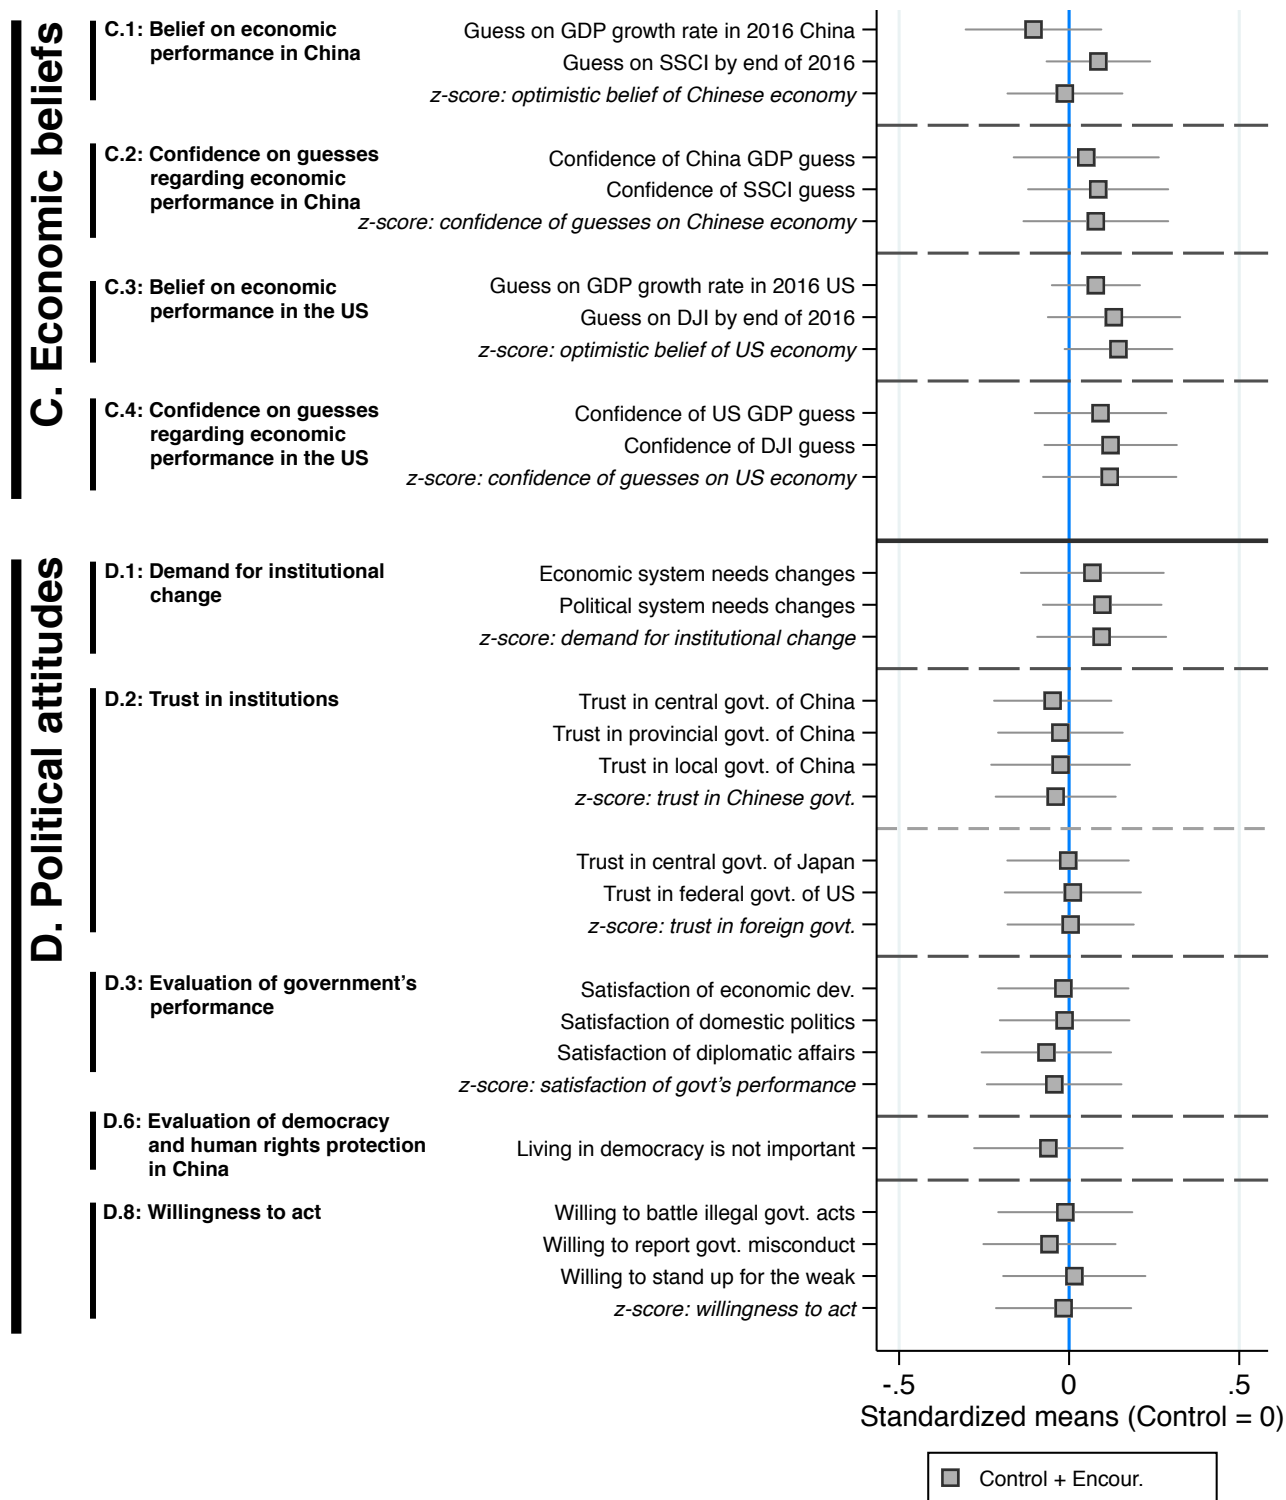 C. Economic beliefs
C.1: Belief on economic
performance in China
Guess on GDP growth rate in 2016 China
Guess on SSCI by end of 2016
z-score: optimistic belief of Chinese economy
C.2: Confidence on guesses
regarding economic
performance in China
Confidence of China GDP guess
Confidence of SSCI guess
z-score: confidence of guesses on Chinese economy
C.3: Belief on economic
performance in the US
Guess on GDP growth rate in 2016 US
Guess on DJI by end of 2016
z-score: optimistic belief of US economy
C.4: Confidence on guesses
regarding economic
performance in the US
Confidence of US GDP guess
Confidence of DJI guess
z-score: confidence of guesses on US economy
D. Political attitudes
D.1: Demand for institutional
change
Economic system needs changes
Political system needs changes
z-score: demand for institutional change
D.2: Trust in institutions
Trust in central govt. of China
Trust in provincial govt. of China
Trust in local govt. of China
z-score: trust in Chinese govt.
Trust in central govt. of Japan
Trust in federal govt. of US
z-score: trust in foreign govt.
D.3: Evaluation of government’s
performance
Satisfaction of economic dev.
Satisfaction of domestic politics
Satisfaction of diplomatic affairs
z-score: satisfaction of govt’s performance
D.6: Evaluation of democracy
and human rights protection
in China
Living in democracy is not important
D.8: Willingness to act
Willing to battle illegal govt. acts
Willing to report govt. misconduct
Willing to stand up for the weak
z-score: willingness to act
-.5 0 .5
Standardized means (Control = 0)
Control + Encour.